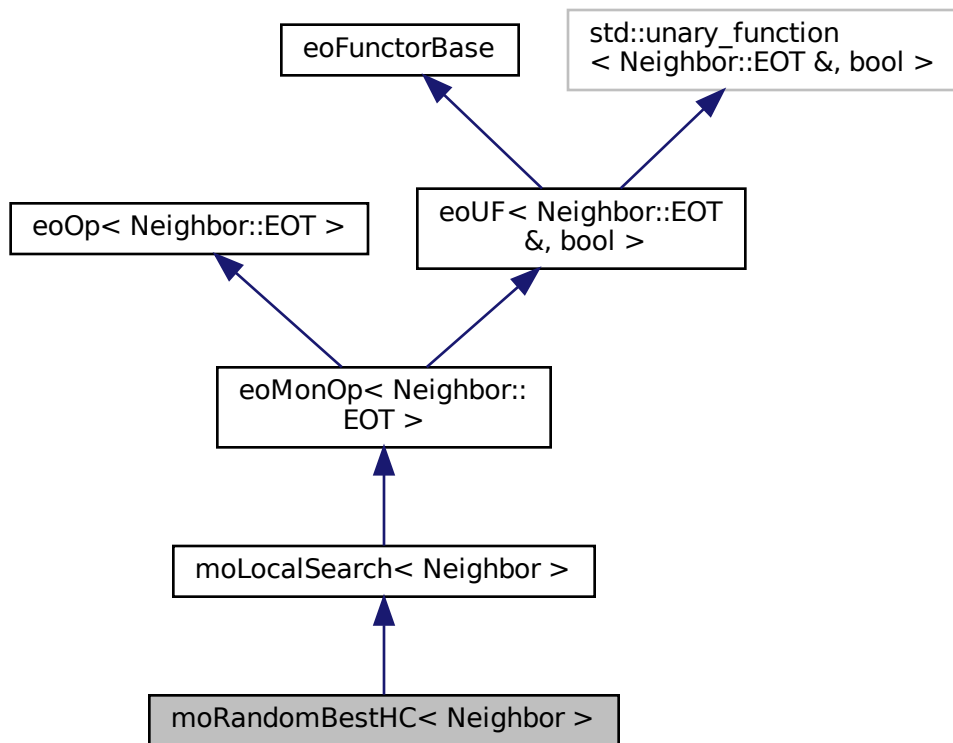 eoFunctorBase
std::unary_function
< Neighbor::EOT &, bool >
eoOp< Neighbor::EOT >
eoUF< Neighbor::EOT
&, bool >
eoMonOp< Neighbor::
EOT >
moLocalSearch< Neighbor >
moRandomBestHC< Neighbor >